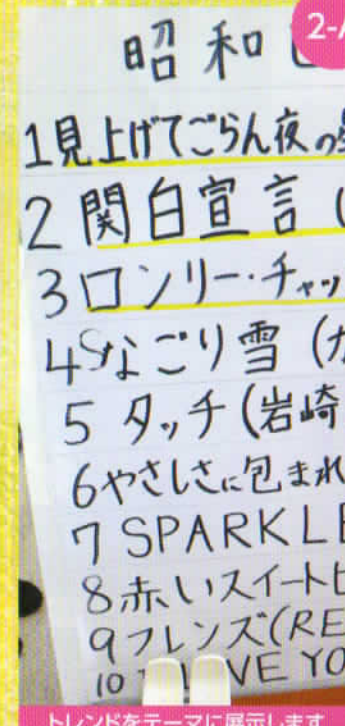 2-A
昭和
1見上げてごらん夜の
2 関白宣言(
3ロンリー・チャッ
4なごり雪(
5 タッチ(岩崎
6やさしさに包まれ
7 SPARKLE
8赤いスイートピ
9フレンズ(RE
10 VE YO
トレンドをテーマに展示します